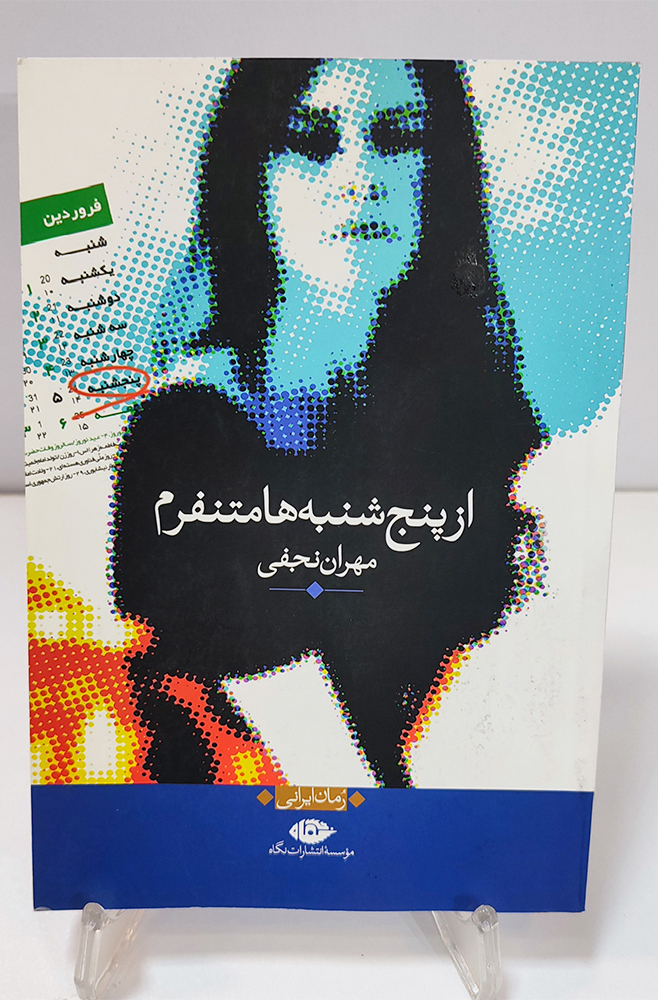 فروردین
شنبه
یکشنبه
دوشنبه
سه شنبه
چهارشنبه
پنجشنبه
از پنج شنبه‌ها متنفرم
مهران نجفی
رمان ایرانی
مؤسسهٔ انتشارات نگاه